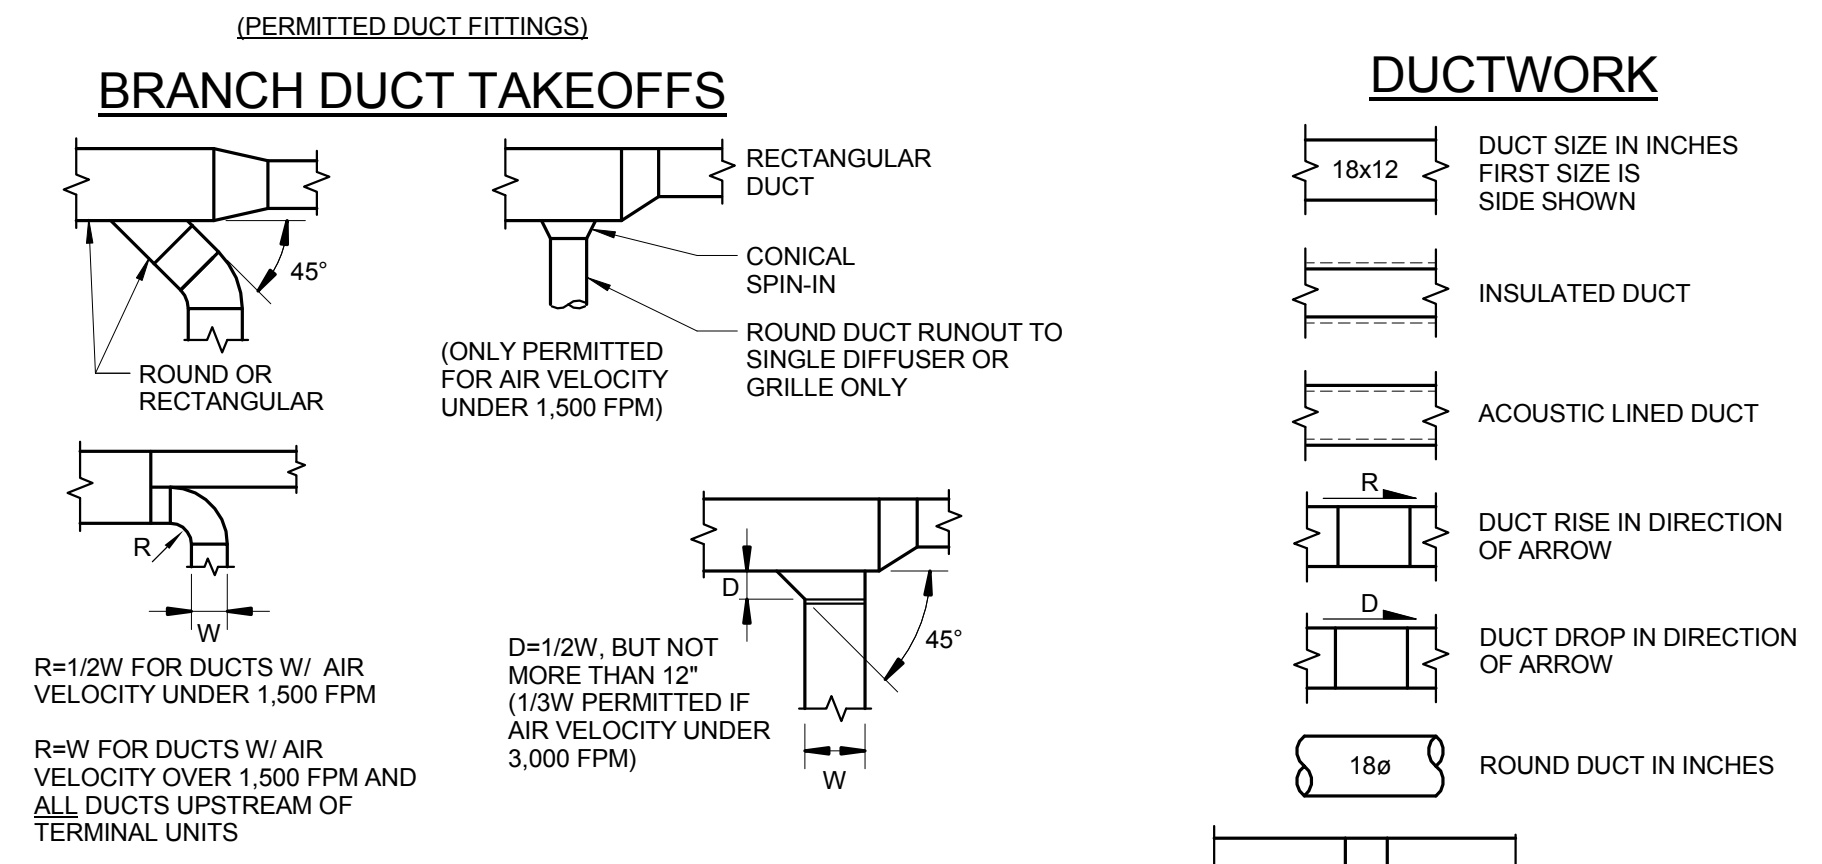 (PERMITTED DUCT FITTINGS)
BRANCH DUCT TAKEOFFS
45°
ROUND OR
RECTANGULAR
RECTANGULAR
DUCT
CONICAL
SPIN-IN
ROUND DUCT RUNOUT TO
SINGLE DIFFUSER OR
GRILLE ONLY
(ONLY PERMITTED
FOR AIR VELOCITY
UNDER 1,500 FPM)
R
W
R=1/2W FOR DUCTS W/ AIR
VELOCITY UNDER 1,500 FPM
R=W FOR DUCTS W/ AIR
VELOCITY OVER 1,500 FPM AND
ALL DUCTS UPSTREAM OF
TERMINAL UNITS
D
45°
D=1/2W, BUT NOT
MORE THAN 12"
(1/3W PERMITTED IF
AIR VELOCITY UNDER
3,000 FPM)
W
DUCTWORK
18x12
DUCT SIZE IN INCHES
FIRST SIZE IS
SIDE SHOWN
INSULATED DUCT
ACOUSTIC LINED DUCT
R
DUCT RISE IN DIRECTION
OF ARROW
D
DUCT DROP IN DIRECTION
OF ARROW
18ø
ROUND DUCT IN INCHES